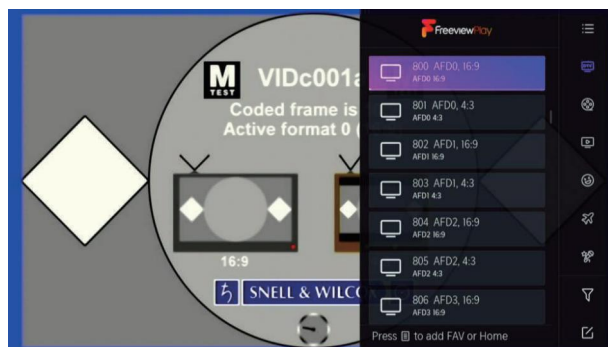 M
TEST
VIDc001a
Coded frame is
Active format 0 (
16:9
SNELL & WILCO
FreeviewPlay
800 AFD0, 16:9
AFD0 16:9
801 AFD0, 4:3
AFD0 4:3
802 AFD1, 16:9
AFD1 16:9
803 AFD1, 4:3
AFD1 4:3
804 AFD2, 16:9
AFD2 16:9
805 AFD2, 4:3
AFD2 4:3
806 AFD3, 16:9
AFD3 16:9
Press to add FAV or Home